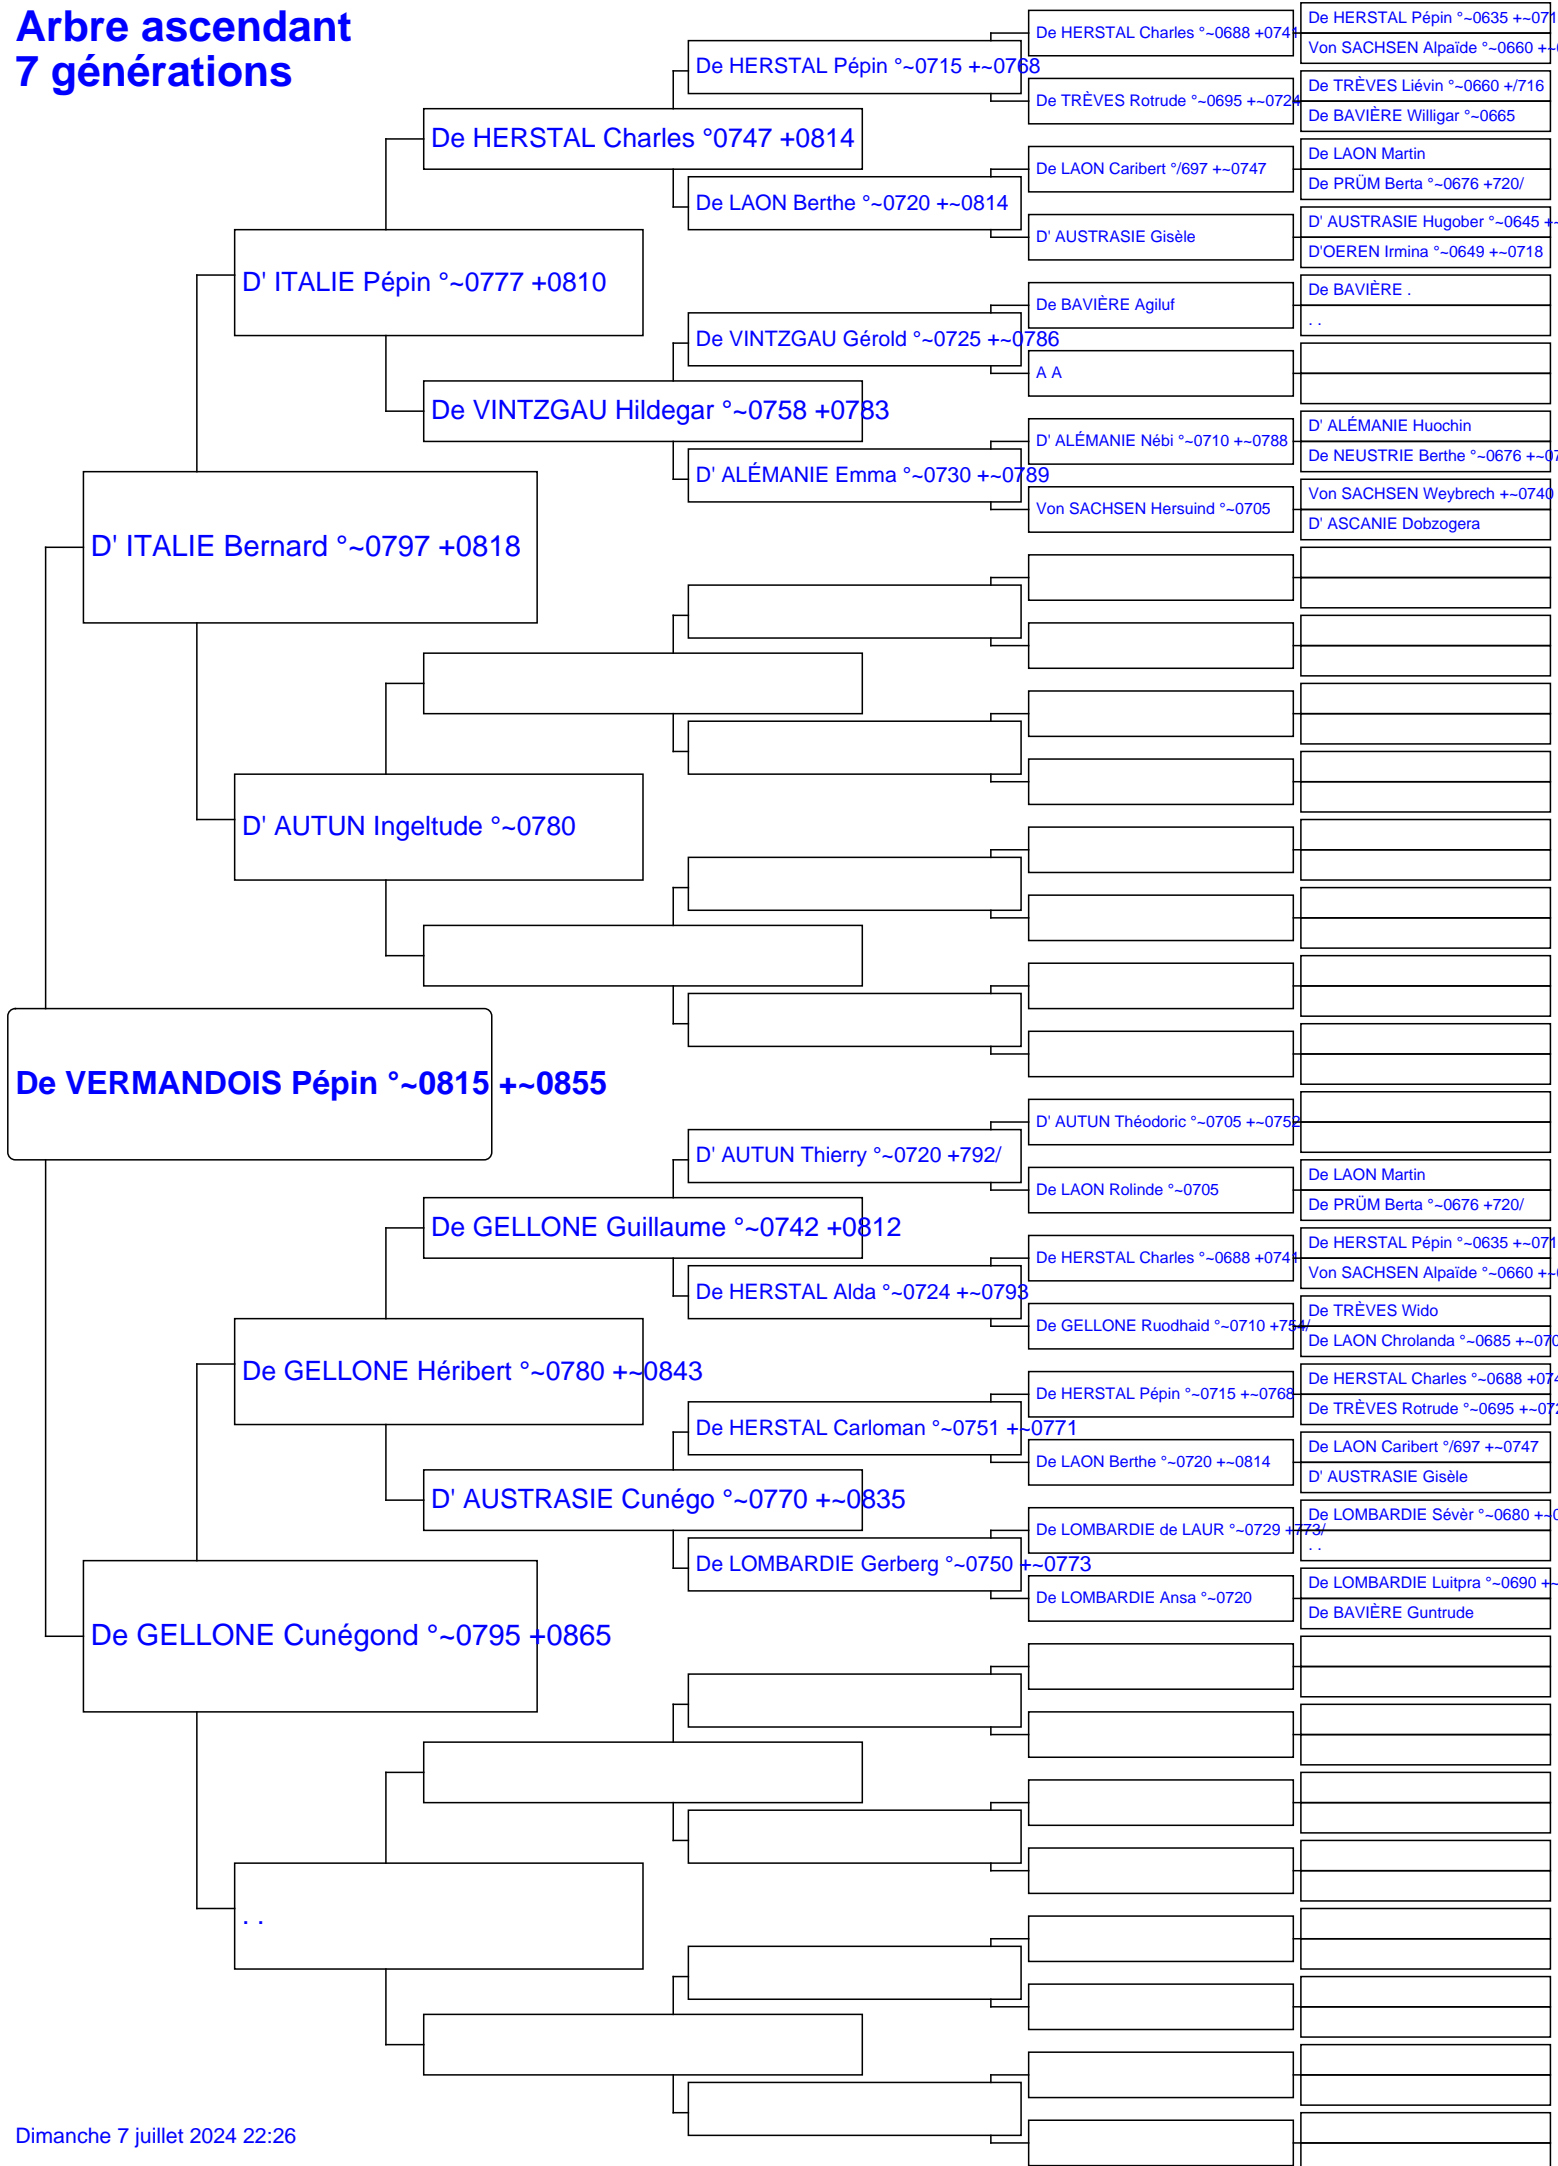 Arbre ascendant
7 générations
De VERMANDOIS Pépin °~0815 +~0855
D' ITALIE Bernard °~0797 +0818
De GELLONE Cunégond °~0795 +0865
D' ITALIE Pépin °~0777 +0810
D' AUTUN Ingeltude °~0780
De GELLONE Héribert °~0780 +~0843
. .
De HERSTAL Charles °0747 +0814
De VINTZGAU Hildegar °~0758 +0783
De GELLONE Guillaume °~0742 +0812
D' AUSTRASIE Cunégo °~0770 +~0835
De HERSTAL Pépin °~0715 +~0768
De LAON Berthe °~0720 +~0814
De VINTZGAU Gérold °~0725 +~0786
D' ALÉMANIE Emma °~0730 +~0789
D' AUTUN Thierry °~0720 +792/
De HERSTAL Alda °~0724 +~0793
De HERSTAL Carloman °~0751 +~0771
De LOMBARDIE Gerberg °~0750 +~0773
De HERSTAL Charles °~0688 +0741
De TRÈVES Rotrude °~0695 +~0724
De LAON Caribert °/697 +~0747
D' AUSTRASIE Gisèle
De BAVIÈRE Agiluf
A A
D' ALÉMANIE Nébi °~0710 +~0788
Von SACHSEN Hersuind °~0705
D' AUTUN Théodoric °~0705 +~0752
De LAON Rolinde °~0705
De HERSTAL Charles °~0688 +0741
De GELLONE Ruodhaid °~0710 +754/
De HERSTAL Pépin °~0715 +~0768
De LAON Berthe °~0720 +~0814
De LOMBARDIE de LAUR °~0729 +773/
De LOMBARDIE Ansa °~0720
De HERSTAL Pépin °~0635 +~071
Von SACHSEN Alpaïde °~0660 +~
De TRÈVES Liévin °~0660 +/716
De BAVIÈRE Willigar °~0665
De LAON Martin
De PRÜM Berta °~0676 +720/
D' AUSTRASIE Hugober °~0645 +~
D'OEREN Irmina °~0649 +~0718
De BAVIÈRE .
. .
D' ALÉMANIE Huochin
De NEUSTRIE Berthe °~0676 +~07
Von SACHSEN Weybrech +~0740
D' ASCANIE Dobzogera
De LAON Martin
De PRÜM Berta °~0676 +720/
De HERSTAL Pépin °~0635 +~071
Von SACHSEN Alpaïde °~0660 +~
De TRÈVES Wido
De LAON Chrolanda °~0685 +~070
De HERSTAL Charles °~0688 +074
De TRÈVES Rotrude °~0695 +~072
De LAON Caribert °/697 +~0747
D' AUSTRASIE Gisèle
De LOMBARDIE Sévèr °~0680 +~0
. .
De LOMBARDIE Luitpra °~0690 +~
De BAVIÈRE Guntrude
Dimanche 7 juillet 2024 22:26